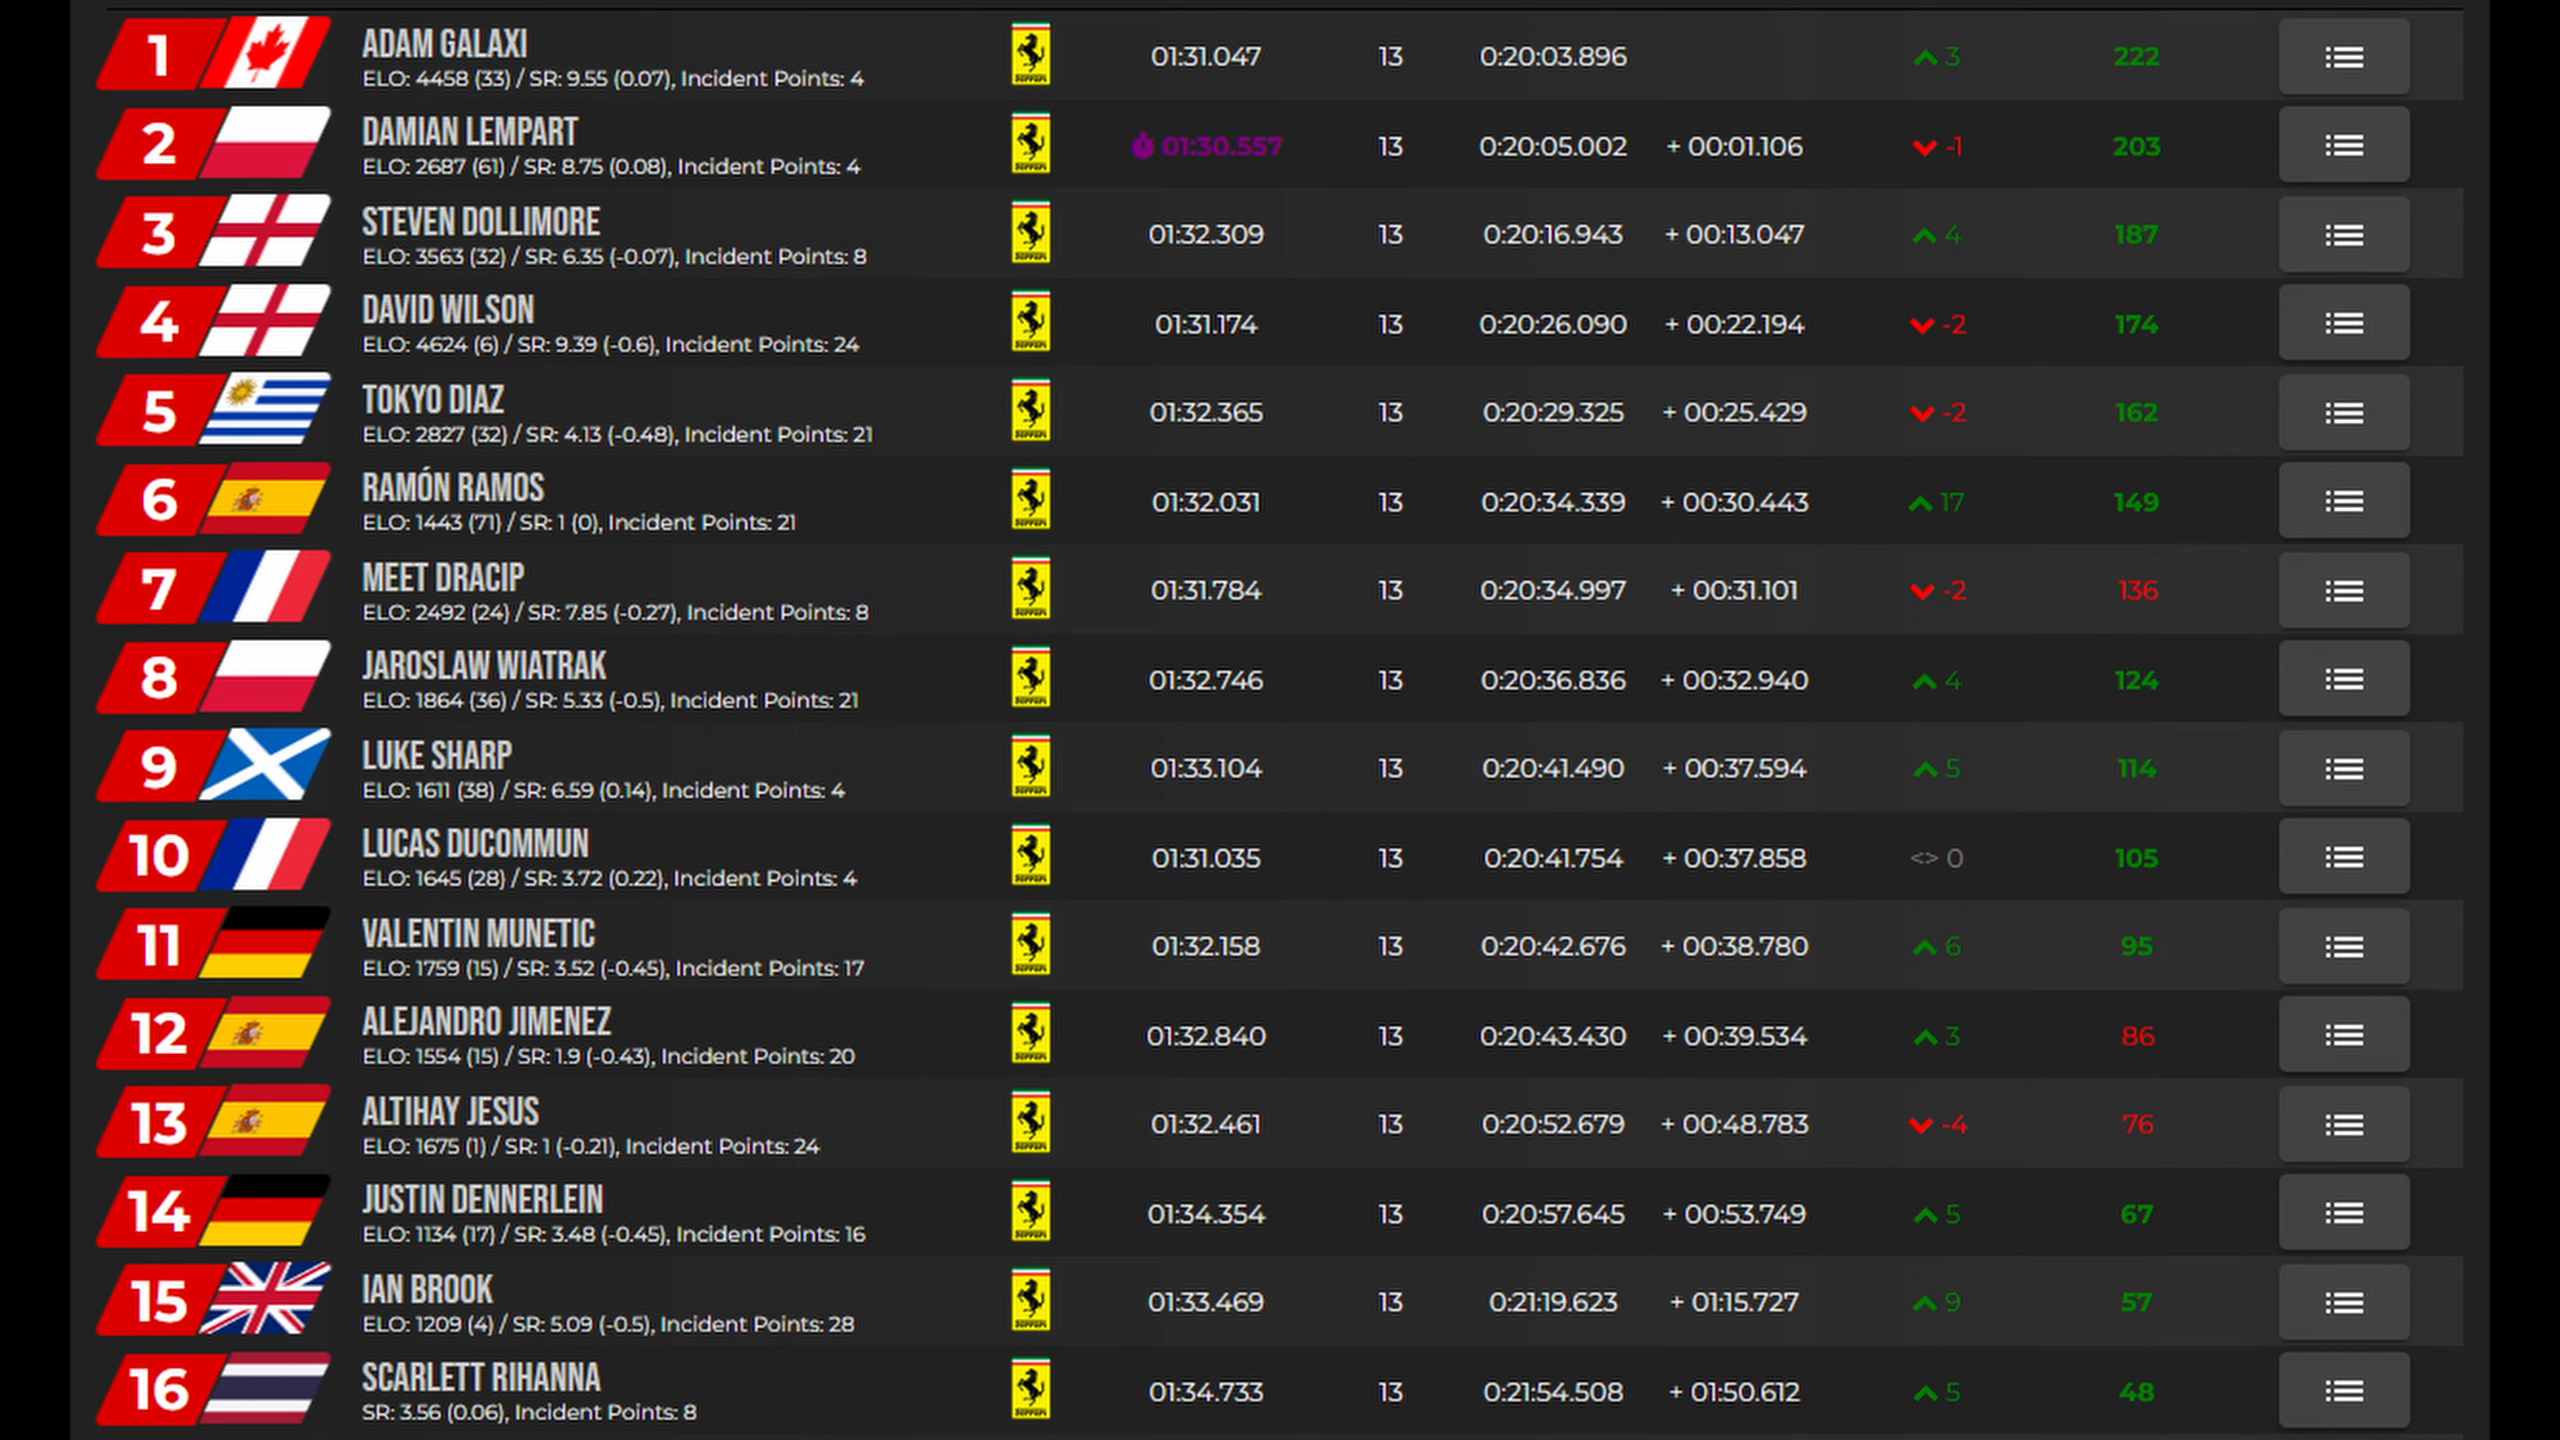 1 ADAM GALAXI 01:31.047 13 0:20:03.896 3 222
ELO: 4458 (33) / SR: 9.55 (0.07), Incident Points: 4
2 DAMIAN LEMPART 01:30.557 13 0:20:05.002 + 00:01.106 -1 203
ELO: 2687 (61) / SR: 8.75 (0.08), Incident Points: 4
3 STEVEN DOLLIMORE 01:32.309 13 0:20:16.943 + 00:13.047 4 187
ELO: 3563 (32) / SR: 6.35 (-0.07), Incident Points: 8
4 DAVID WILSON 01:31.174 13 0:20:26.090 + 00:22.194 -2 174
ELO: 4624 (6) / SR: 9.39 (-0.6), Incident Points: 24
5 TOKYO DIAZ 01:32.365 13 0:20:29.325 + 00:25.429 -2 162
ELO: 2827 (32) / SR: 4.13 (-0.48), Incident Points: 21
6 RAMÓN RAMOS 01:32.031 13 0:20:34.339 + 00:30.443 17 149
ELO: 1443 (71) / SR: 1 (0), Incident Points: 21
7 MEET DRACIP 01:31.784 13 0:20:34.997 + 00:31.101 -2 136
ELO: 2492 (24) / SR: 7.85 (-0.27), Incident Points: 8
8 JAROSLAW WIATRAK 01:32.746 13 0:20:36.836 + 00:32.940 4 124
ELO: 1864 (36) / SR: 5.33 (-0.5), Incident Points: 21
9 LUKE SHARP 01:33.104 13 0:20:41.490 + 00:37.594 5 114
ELO: 1611 (38) / SR: 6.59 (0.14), Incident Points: 4
10 LUCAS DUCOMMUN 01:31.035 13 0:20:41.754 + 00:37.858 <> 0 105
ELO: 1645 (28) / SR: 3.72 (0.22), Incident Points: 4
11 VALENTIN MUNETIC 01:32.158 13 0:20:42.676 + 00:38.780 6 95
ELO: 1759 (15) / SR: 3.52 (-0.45), Incident Points: 17
12 ALEJANDRO JIMENEZ 01:32.840 13 0:20:43.430 + 00:39.534 3 86
ELO: 1554 (15) / SR: 1.9 (-0.43), Incident Points: 20
13 ALTIHAY JESUS 01:32.461 13 0:20:52.679 + 00:48.783 -4 76
ELO: 1675 (1) / SR: 1 (-0.21), Incident Points: 24
14 JUSTIN DENNERLEIN 01:34.354 13 0:20:57.645 + 00:53.749 5 67
ELO: 1134 (17) / SR: 3.48 (-0.45), Incident Points: 16
15 IAN BROOK 01:33.469 13 0:21:19.623 + 01:15.727 9 57
ELO: 1209 (4) / SR: 5.09 (-0.5), Incident Points: 28
16 SCARLETT RIHANNA 01:34.733 13 0:21:54.508 + 01:50.612 5 48
SR: 3.56 (0.06), Incident Points: 8